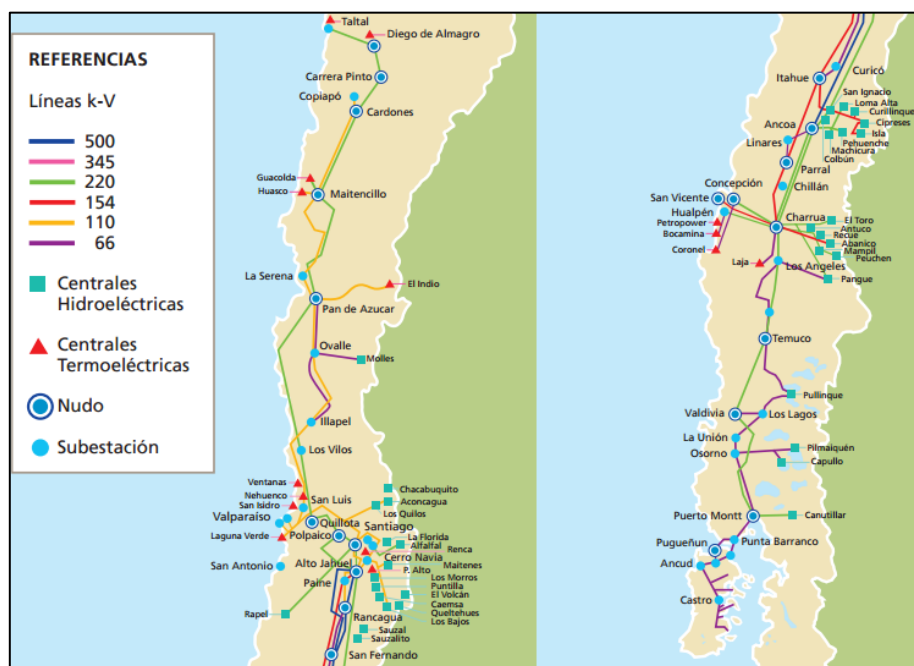 REFERENCIAS
Líneas k-V
500
345
220
154
110
66
Centrales
Hidroeléctricas
Centrales
Termoeléctricas
Nudo
Subestación
Taltal
Diego de Almagro
Carrera Pinto
Copiapó
Cardones
Guacolda
Huasco
Maitencillo
La Serena
El Indio
Pan de Azucar
Ovalle
Molles
Illapel
Los Vilos
Ventanas
Nehuenco
San Isidro
San Luis
Chacabuquito
Aconcagua
Los Quilos
Valparaíso
Quillota
Santiago
Laguna Verde
Polpaico
La Florida
Alfalfal
Renca
Cerro Navia
Maitenes
San Antonio
Alto Jahuel
P. Alto
Los Morros
Paine
Puntilla
El Volcán
Rapel
Caemsa
Queltehues
Rancagua
Los Bajos
Sauzal
Sauzalito
San Fernando
Curicó
Itahue
San Ignacio
Loma Alta
Curillinque
Cipreses
Ancoa
Isla
Linares
Pehuenche
Machicura
Colbún
Parral
Chillán
Concepción
San Vicente
Hualpén
Charrua
El Toro
Antuco
Petropower
Recue
Bocamina
Abanico
Mampil
Coronel
Peuchen
Laja
Los Angeles
Pangue
Temuco
Pullinque
Valdivia
Los Lagos
La Unión
Osorno
Pilmaiquén
Capullo
Puerto Montt
Canutillar
Pugueñun
Punta Barranco
Ancud
Castro